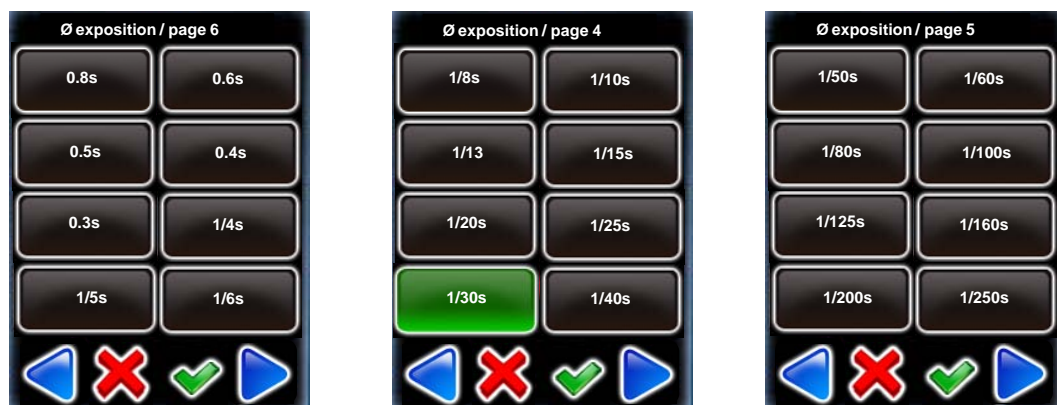 Ø exposition / page 6
0.8s 0.6s
0.5s 0.4s
0.3s 1/4s
1/5s 1/6s
Ø exposition / page 4
1/8s 1/10s
1/13 1/15s
1/20s 1/25s
1/30s 1/40s
Ø exposition / page 5
1/50s 1/60s
1/80s 1/100s
1/125s 1/160s
1/200s 1/250s